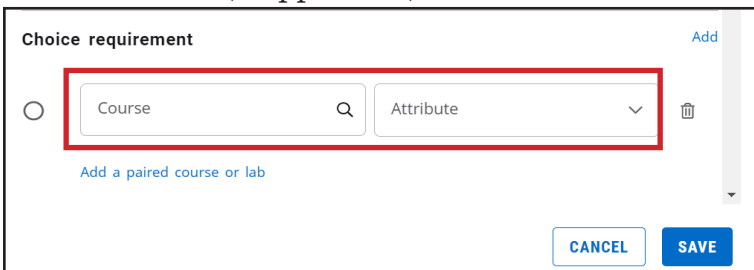 Choice requirement Add
Course Attribute
Add a paired course or lab
CANCEL SAVE